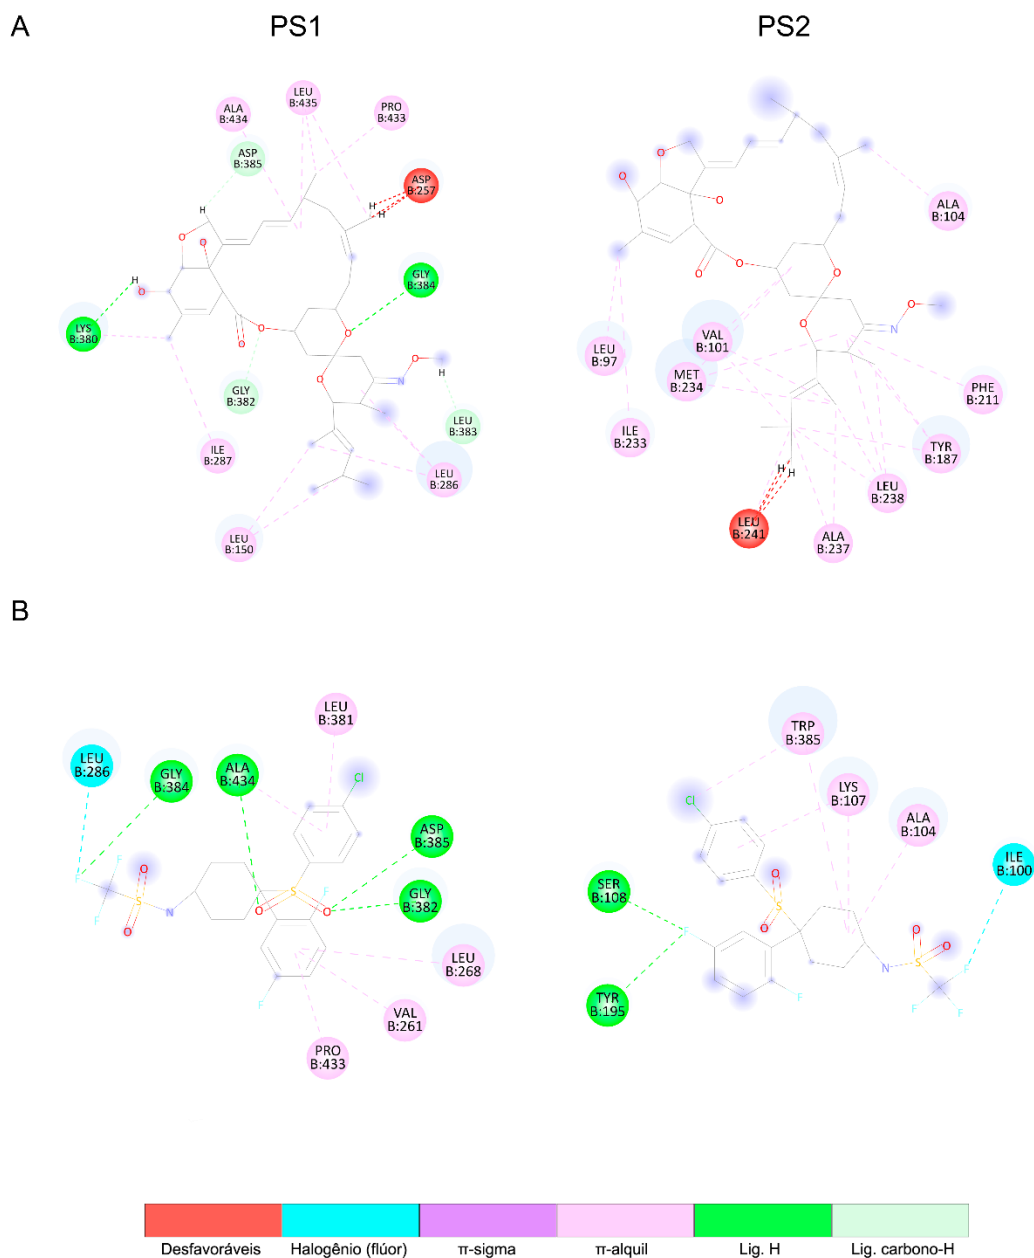 A
PS1
PS2
ALA
B:434
LEU
B:435
PRO
B:433
ASP
B:385
ASP
B:257
H
H
H
O
O
O
H
GLY
B:384
LYS
B:380
O
O
O
O
O
N
H
GLY
B:382
LEU
B:383
ILE
B:287
LEU
B:286
LEU
B:150
O
O
O
ALA
B:104
O
O
O
O
O
N
LEU
B:97
VAL
B:101
MET
B:234
PHE
B:211
ILE
B:233
TYR
B:187
H
H
LEU
B:238
LEU
B:241
ALA
B:237
B
LEU
B:381
LEU
B:286
GLY
B:384
ALA
B:434
Cl
ASP
B:385
F
F
F
O
S
O
N
S
F
O
O
GLY
B:382
LEU
B:268
F
VAL
B:261
PRO
B:433
TRP
B:385
LYS
B:107
Cl
ALA
B:104
ILE
B:100
SER
B:108
O
S
O
F
O
O
N
S
F
F
F
F
TYR
B:195
Desfavoráveis
Halogênio (flúor)
π-sigma
π-alquil
Lig. H
Lig. carbono-H